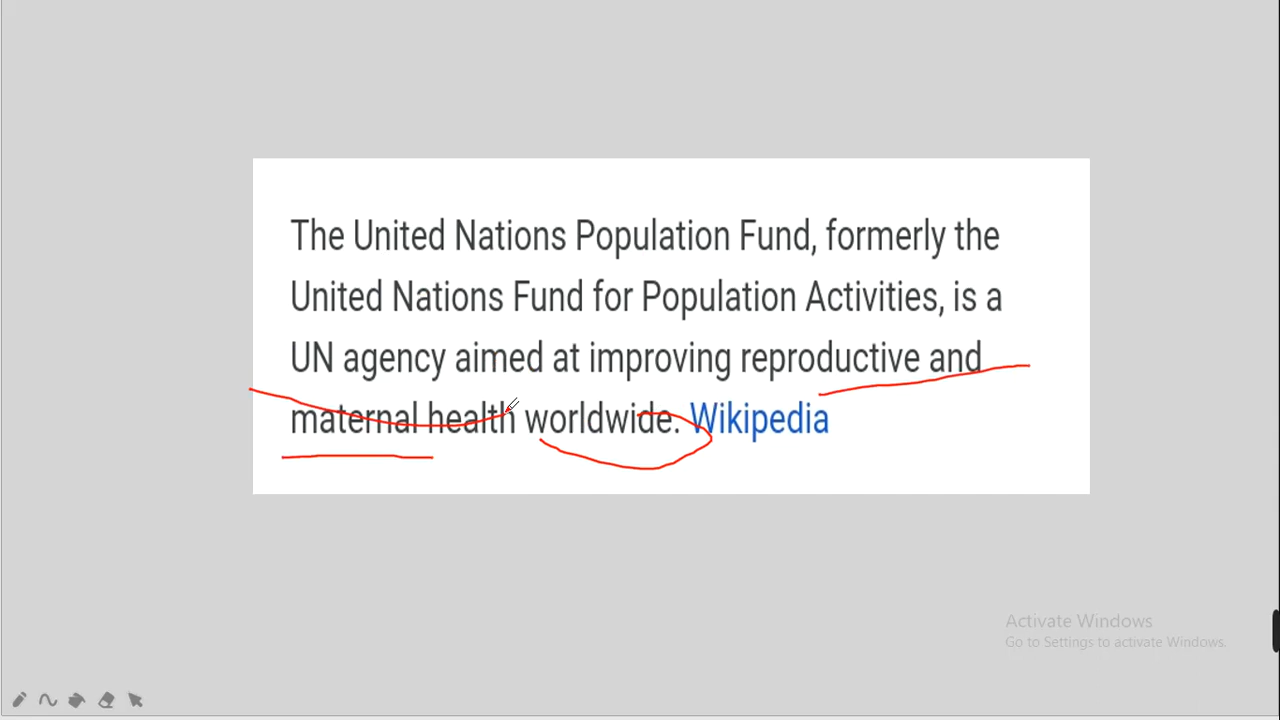 The United Nations Population Fund, formerly the
United Nations Fund for Population Activities, is a
UN agency aimed at improving reproductive and
maternal health worldwide. Wikipedia
Activate Windows
Go to Settings to activate Windows.